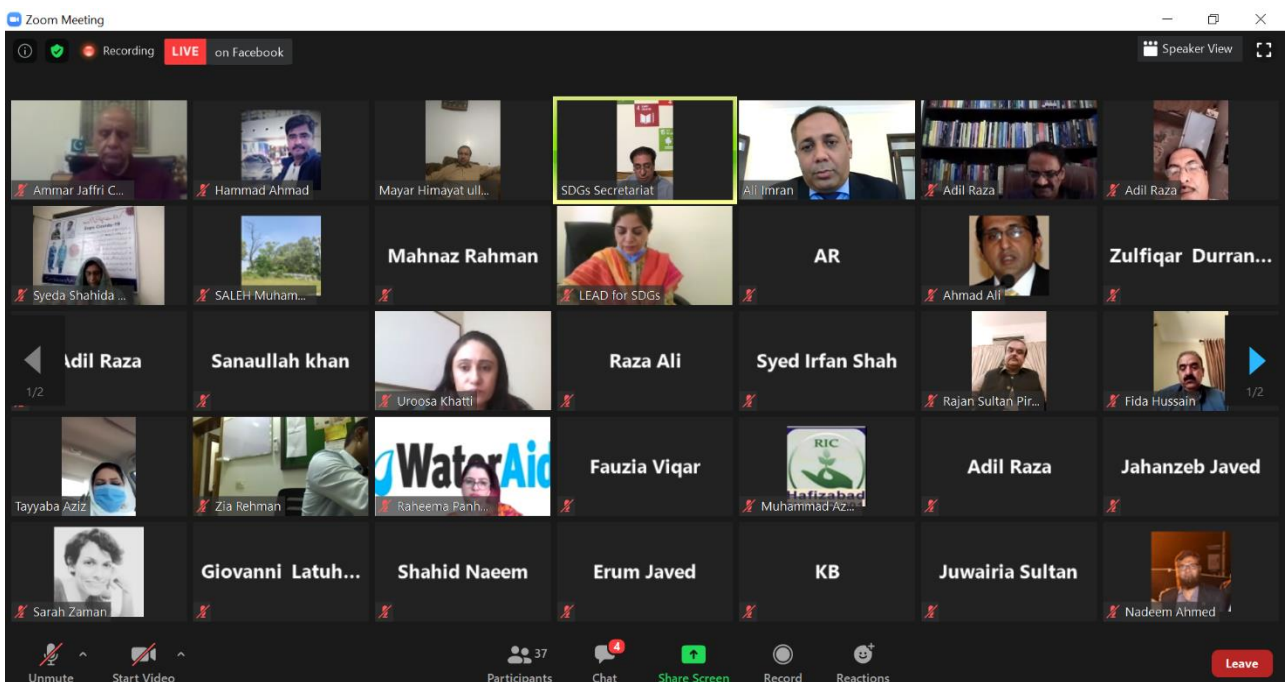 Zoom Meeting
Recording LIVE on Facebook
Speaker View
Ammar Jaffri C...
Hammad Ahmad
Mayar Himayat ull...
SDGs Secretariat
Ali Imran
Adil Raza
Adil Raza
Syeda Shahida ...
SALEH Muham...
Mahnaz Rahman
LEAD for SDGs
AR
Ahmad Ali
Zulfiqar Durran...
Adil Raza
Sanaullah khan
Uroosa Khatti
Raza Ali
Syed Irfan Shah
Rajan Sultan Pir...
Fida Hussain
1/2
1/2
Tayyaba Aziz
Zia Rehman
WaterAid
Raheema Panh...
Fauzia Viqar
RIC
Hafizabad
Muhammad Az...
Adil Raza
Jahanzeb Javed
Sarah Zaman
Giovanni Latuh...
Shahid Naeem
Erum Javed
KB
Juwairia Sultan
Nadeem Ahmed
Unmute
Start Video
37
Participants
4
Chat
Share Screen
Record
Reactions
Leave